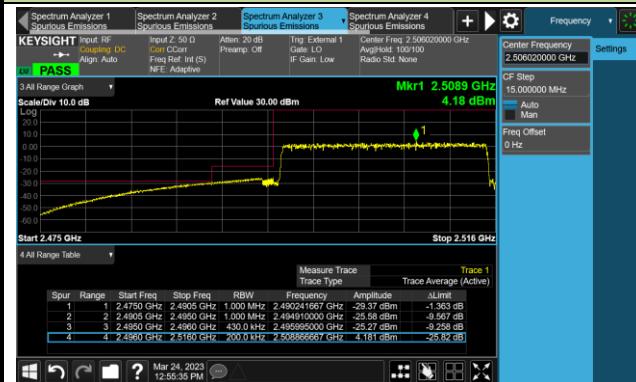 Spectrum Analyzer 1
Spurious Emissions
Spectrum Analyzer 2
Spurious Emissions
Spectrum Analyzer 3
Spurious Emissions
Spectrum Analyzer 4
Spurious Emissions
Frequency
KEYSIGHT
Input: RF
Coupling: DC
Align: Auto
Input Z: 50 Ω
Corr CCorr
Freq Ref: Int (S)
NFE: Adaptive
Atten: 20 dB
Preamp: Off
Trig: External 1
Gate: LO
IF Gain: Low
Center Freq: 2.506020000 GHz
Avg|Hold: 100/100
Radio Std: None
PASS
Center Frequency
2.506020000 GHz
Settings
CF Step
15.000000 MHz
Auto
Man
Freq Offset
0 Hz
3 All Range Graph
Mkr1 2.5089 GHz
Scale/Div 10.0 dB
Ref Value 30.00 dBm
4.18 dBm
Log
20.0
10.0
0.00
-10.0
-20.0
-30.0
-40.0
-50.0
-60.0
1
Start 2.475 GHz
Stop 2.516 GHz
4 All Range Table
Measure Trace Trace 1
Trace Type Trace Average (Active)
Spur Range Start Freq Stop Freq RBW Frequency Amplitude ΔLimit
1 1 2.4750 GHz 2.4905 GHz 1.000 MHz 2.490241667 GHz -29.37 dBm -1.363 dB
2 2 2.4905 GHz 2.4950 GHz 1.000 MHz 2.494910000 GHz -25.58 dBm -9.567 dB
3 3 2.4950 GHz 2.4960 GHz 430.0 kHz 2.495995000 GHz -25.27 dBm -9.258 dB
4 4 2.4960 GHz 2.5160 GHz 200.0 kHz 2.508866667 GHz 4.181 dBm -25.82 dB
Mar 24, 2023
12:55:35 PM